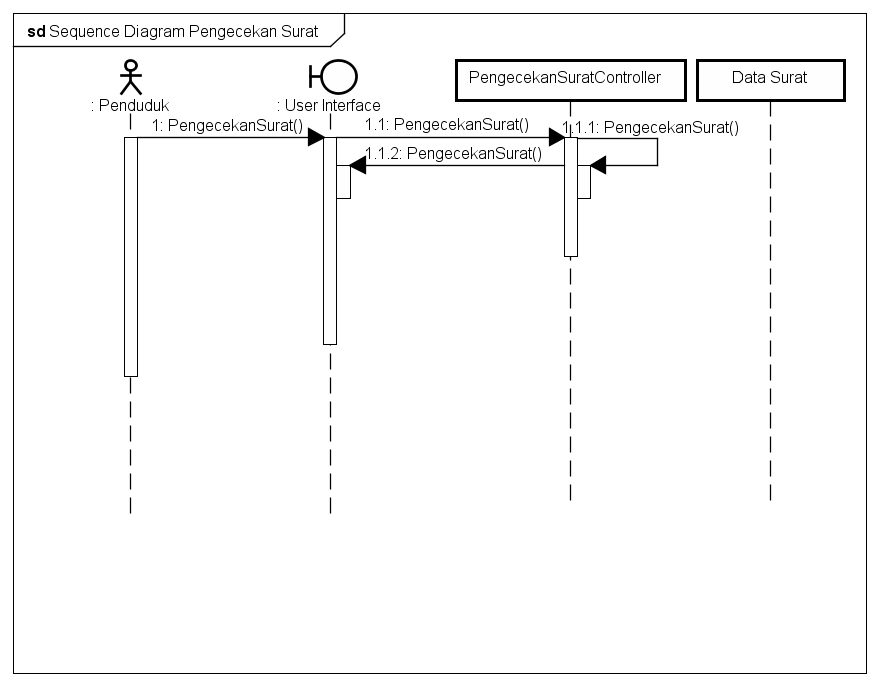 sd Sequence Diagram Pengecekan Surat
: Penduduk
: User Interface
PengecekanSuratController
Data Surat
1: PengecekanSurat()
1.1: PengecekanSurat()
1.1.1: PengecekanSurat()
1.1.2: PengecekanSurat()